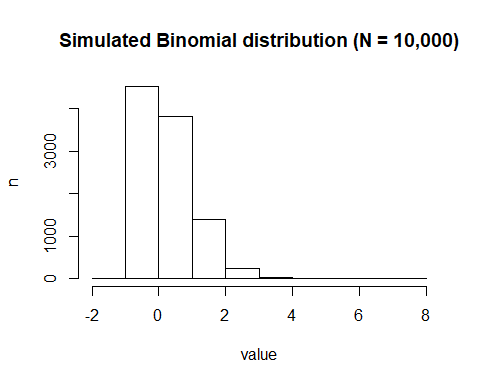 Simulated Binomial distribution (N = 10,000)
n
3000
1000
0
-2 0 2 4 6 8
value